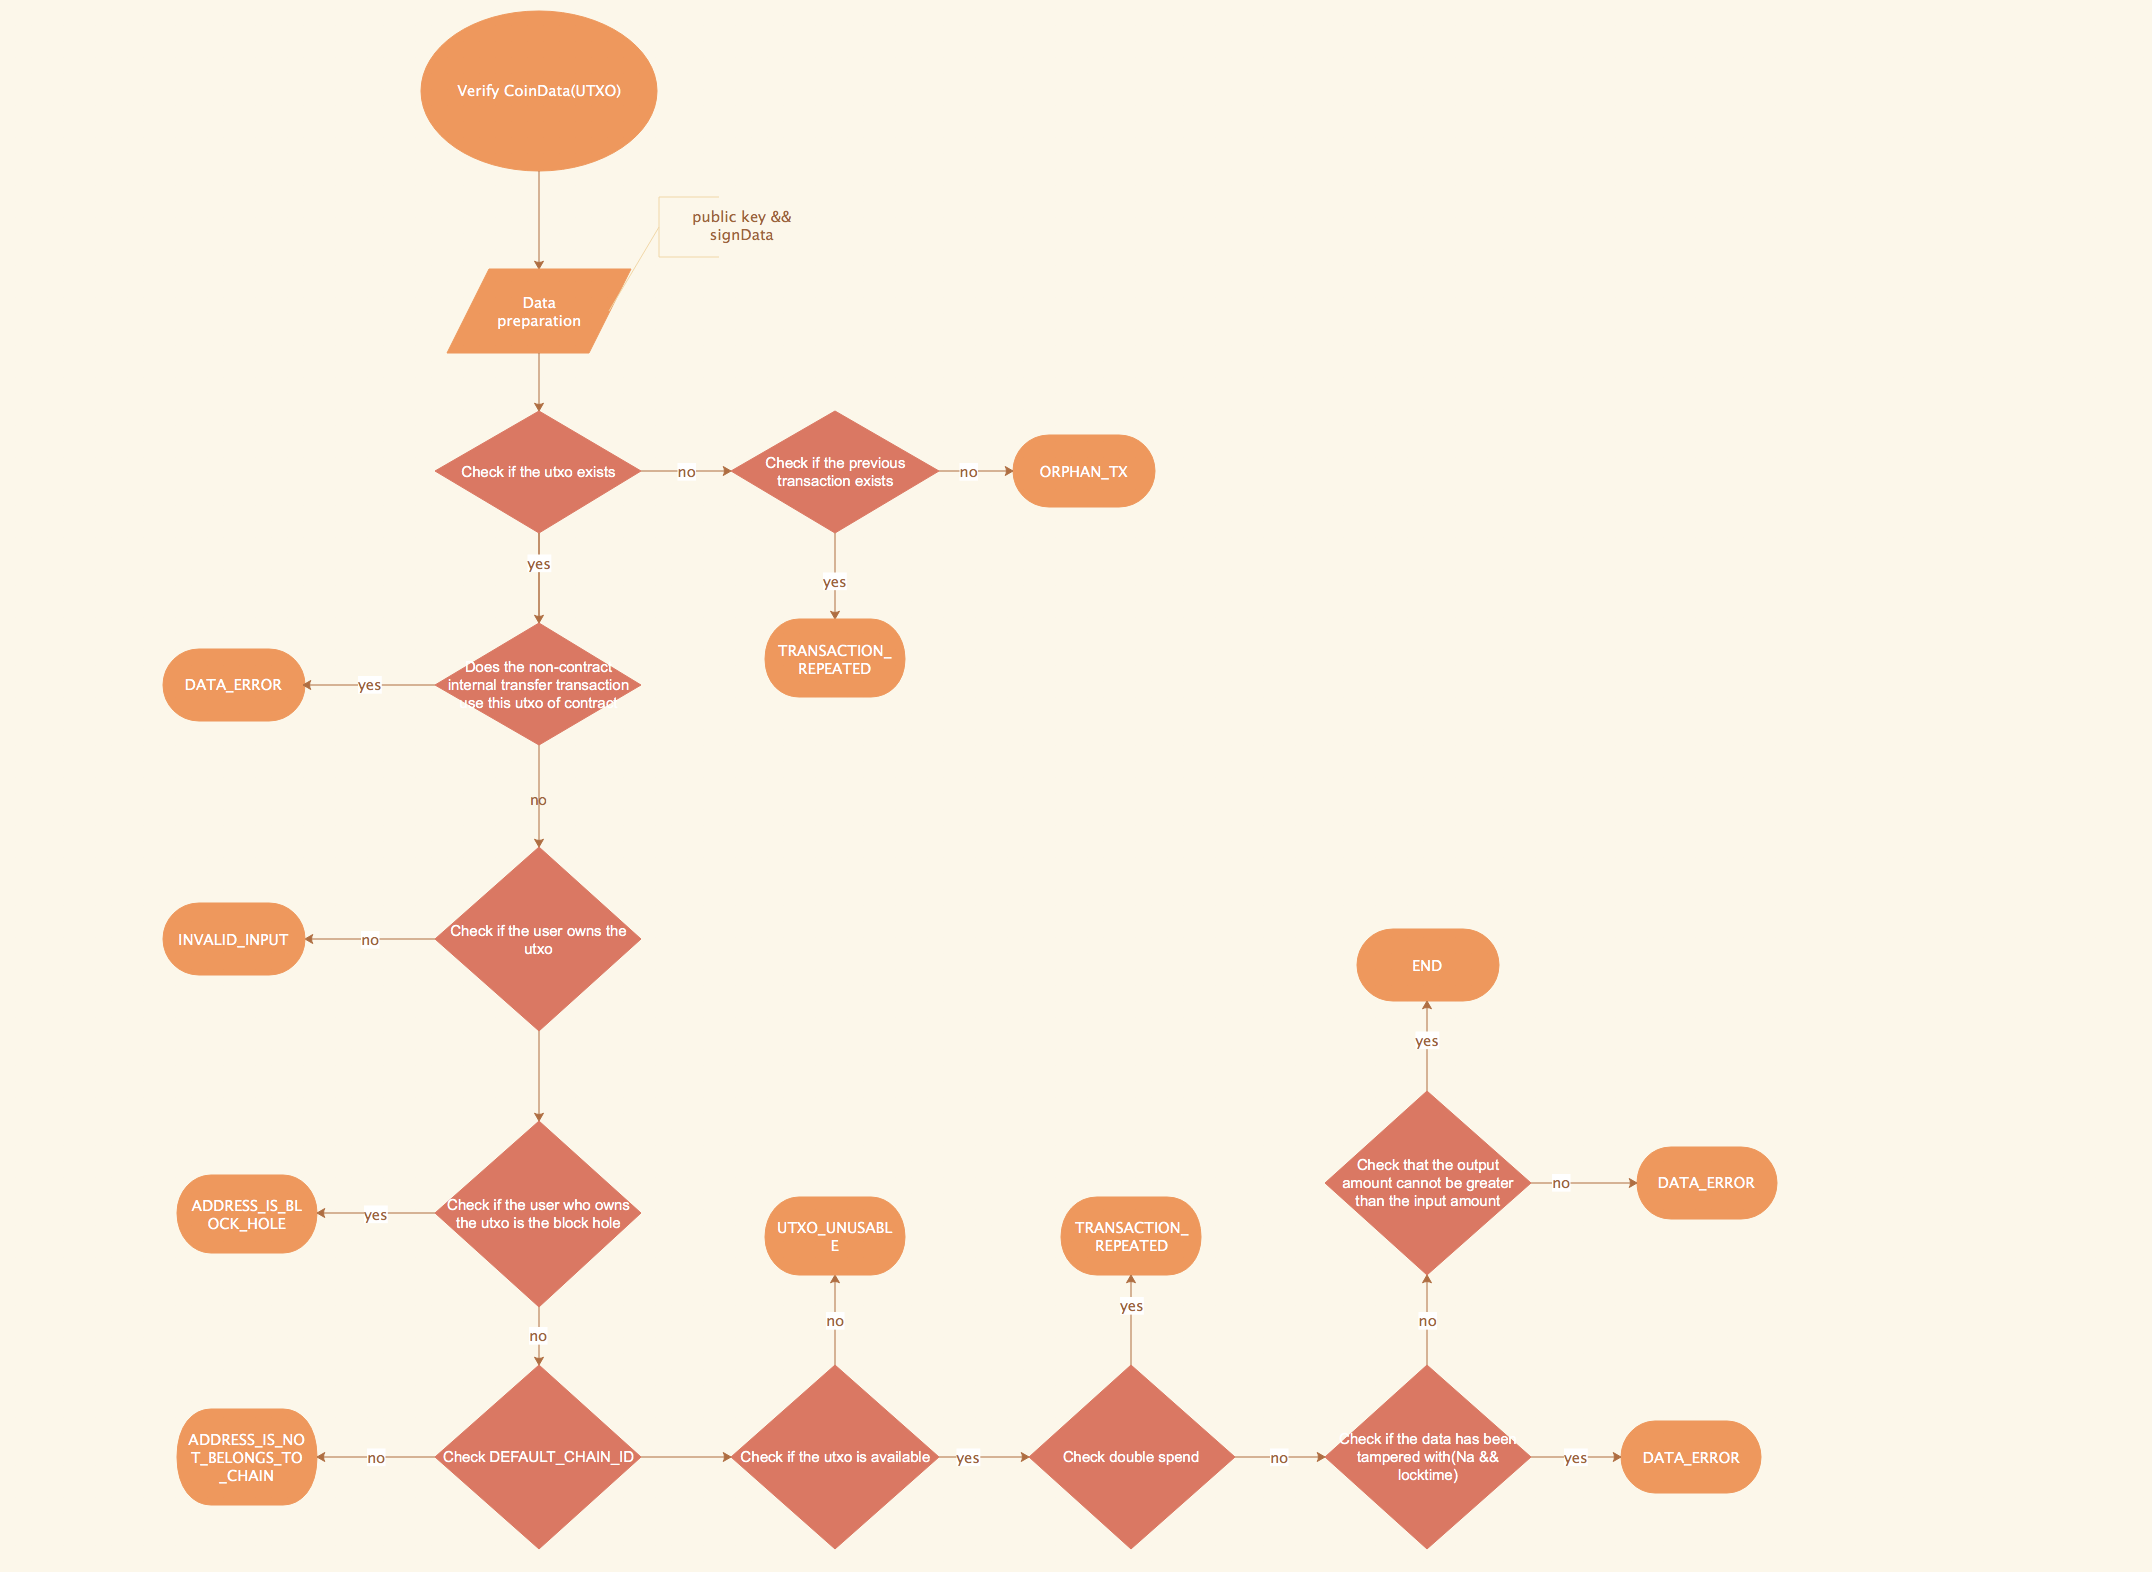 Verify CoinData(UTXO)
public key &&
signData
Data
preparation
Check if the utxo exists
no
Check if the previous
transaction exists
no
ORPHAN_TX
yes
yes
TRANSACTION_
REPEATED
DATA_ERROR
yes
Does the non-contract
internal transfer transaction
use this utxo of contract
no
INVALID_INPUT
no
Check if the user owns the
utxo
END
yes
Check that the output
amount cannot be greater
than the input amount
no
DATA_ERROR
ADDRESS_IS_BL
OCK_HOLE
yes
Check if the user who owns
the utxo is the block hole
UTXO_UNUSABL
E
TRANSACTION_
REPEATED
no
no
yes
no
ADDRESS_IS_NO
T_BELONGS_TO
_CHAIN
no
Check DEFAULT_CHAIN_ID
Check if the utxo is available
yes
Check double spend
no
Check if the data has been
tampered with(Na &&
locktime)
yes
DATA_ERROR